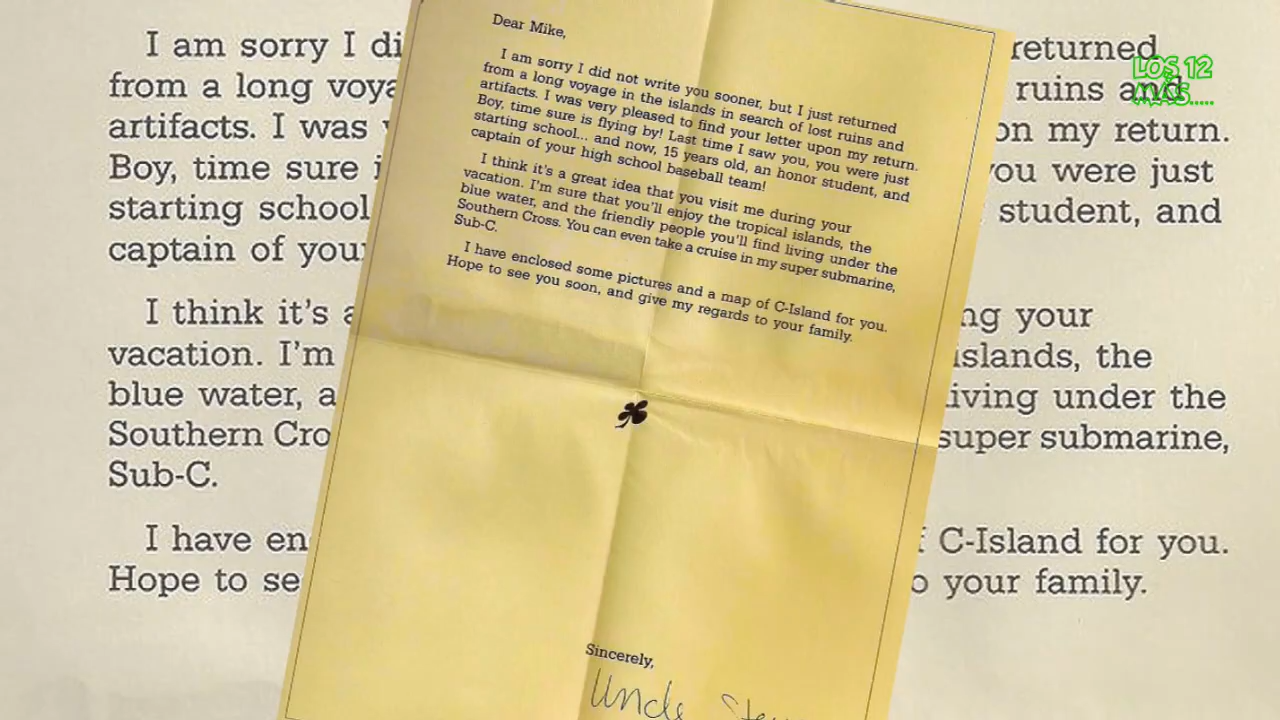 Dear Mike,
I am sorry I did not write you sooner, but I just returned
from a long voyage in the islands in search of lost ruins and
artifacts. I was very pleased to find your letter upon my return.
Boy, time sure is flying by! Last time I saw you, you were just
starting school... and now, 15 years old, an honor student, and
captain of your high school baseball team!
I think it's a great idea that you visit me during your
vacation. I'm sure that you'll enjoy the tropical islands, the
blue water, and the friendly people you'll find living under the
Southern Cross. You can even take a cruise in my super submarine,
Sub-C.
I have enclosed some pictures and a map of C-Island for you.
Hope to see you soon, and give my regards to your family.
Sincerely,
Uncle
I am sorry I di
returned
from a long voya
ruins and
artifacts. I was
on my return.
Boy, time sure i
you were just
starting school
student, and
captain of you
I think it's a
ng your
vacation. I'm
islands, the
blue water, a
living under the
Southern Cro
super submarine,
Sub-C.
I have en
f C-Island for you.
Hope to se
o your family.
LOS 12
MÁS.....